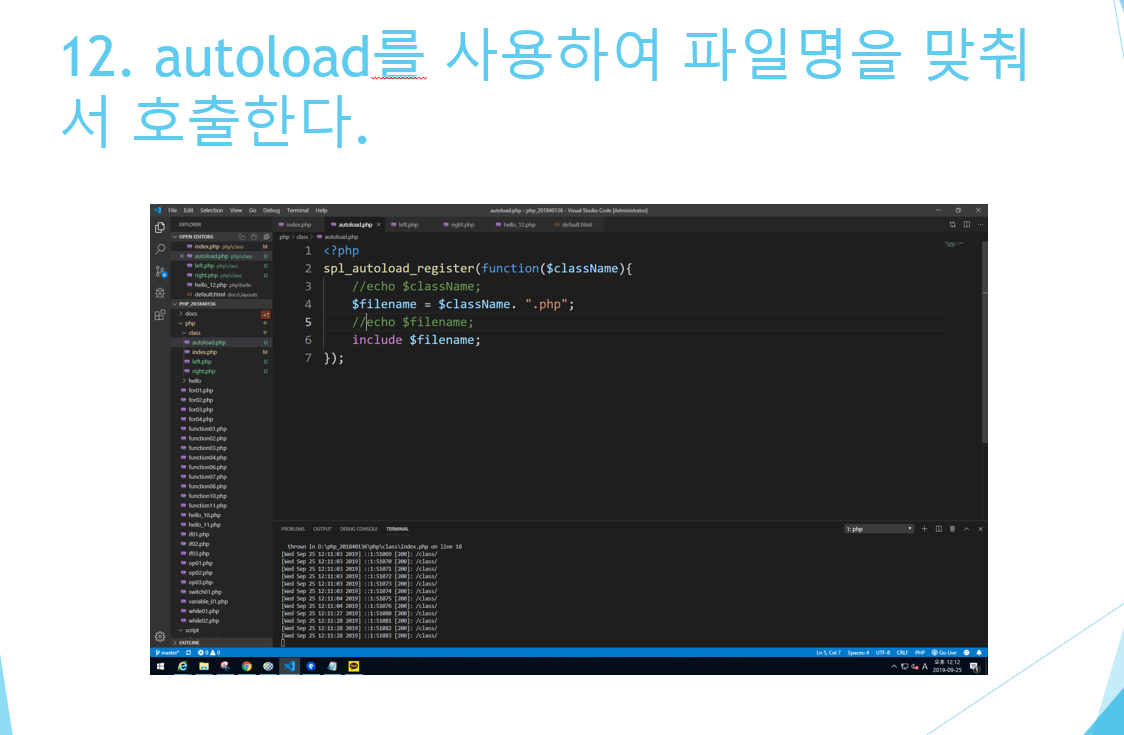 12. autoload를 사용하여 파일명을 맞춰
서 호출한다.
File Edit Selection View Go Debug Terminal Help
autoload.php - php_201840136 - Visual Studio Code [Administrator]
EXPLORER
index.php autoload.php left.php right.php hello_12.php default.html
OPEN EDITORS
index.php php\class M
autoload.php php\class U
left.php php\class U
right.php php\class U
hello_12.php php\hello
default.html docs\layouts
PHP_201840136
docs
php
class
autoload.php U
index.php M
left.php U
right.php U
hello
for01.php
for02.php
for03.php
for04.php
function01.php
function02.php
function03.php
function04.php
function06.php
function07.php
function08.php
function10.php
function11.php
hello_10.php
hello_11.php
if01.php
if02.php
if03.php
op01.php
op02.php
op03.php
switch01.php
variable_01.php
while01.php
while02.php
script
OUTLINE
php > class > autoload.php
1 <?php
2 spl_autoload_register(function($className){
3 //echo $className;
4 $filename = $className. ".php";
5 //echo $filename;
6 include $filename;
7 });
PROBLEMS OUTPUT DEBUG CONSOLE TERMINAL 1: php
thrown in D:\php_201840136\php\class\index.php on line 18
[Wed Sep 25 12:11:03 2019] ::1:51069 [200]: /class/
[Wed Sep 25 12:11:03 2019] ::1:51070 [200]: /class/
[Wed Sep 25 12:11:03 2019] ::1:51071 [200]: /class/
[Wed Sep 25 12:11:03 2019] ::1:51072 [200]: /class/
[Wed Sep 25 12:11:03 2019] ::1:51073 [200]: /class/
[Wed Sep 25 12:11:03 2019] ::1:51074 [200]: /class/
[Wed Sep 25 12:11:04 2019] ::1:51075 [200]: /class/
[Wed Sep 25 12:11:04 2019] ::1:51076 [200]: /class/
[Wed Sep 25 12:11:27 2019] ::1:51080 [200]: /class/
[Wed Sep 25 12:11:28 2019] ::1:51081 [200]: /class/
[Wed Sep 25 12:11:28 2019] ::1:51082 [200]: /class/
[Wed Sep 25 12:11:28 2019] ::1:51083 [200]: /class/
master* 0 0 Ln 5, Col 7 Spaces: 4 UTF-8 CRLF PHP Go Live
A 오후 12:12
2019-09-25